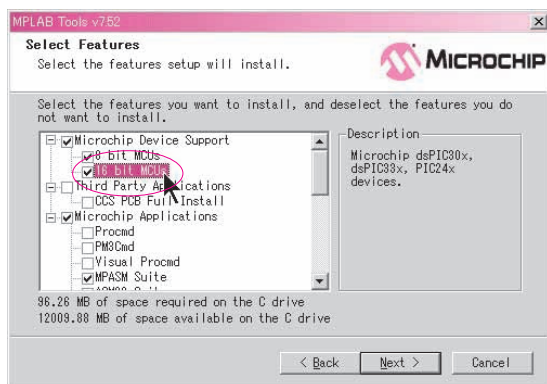 MPLAB Tools v7.52
Select Features
Select the features setup will install.
MICROCHIP
Select the features you want to install, and deselect the features you do
not want to install.
Microchip Device Support
8 bit MCUs
16 bit MCUs
Third Party Applications
CCS PCB Full Install
Microchip Applications
Procmd
PM3Cmd
Visual Procmd
MPASM Suite
Description
Microchip dsPIC30x,
dsPIC33x, PIC24x
devices.
96.26 MB of space required on the C drive
12009.88 MB of space available on the C drive
< Back
Next >
Cancel